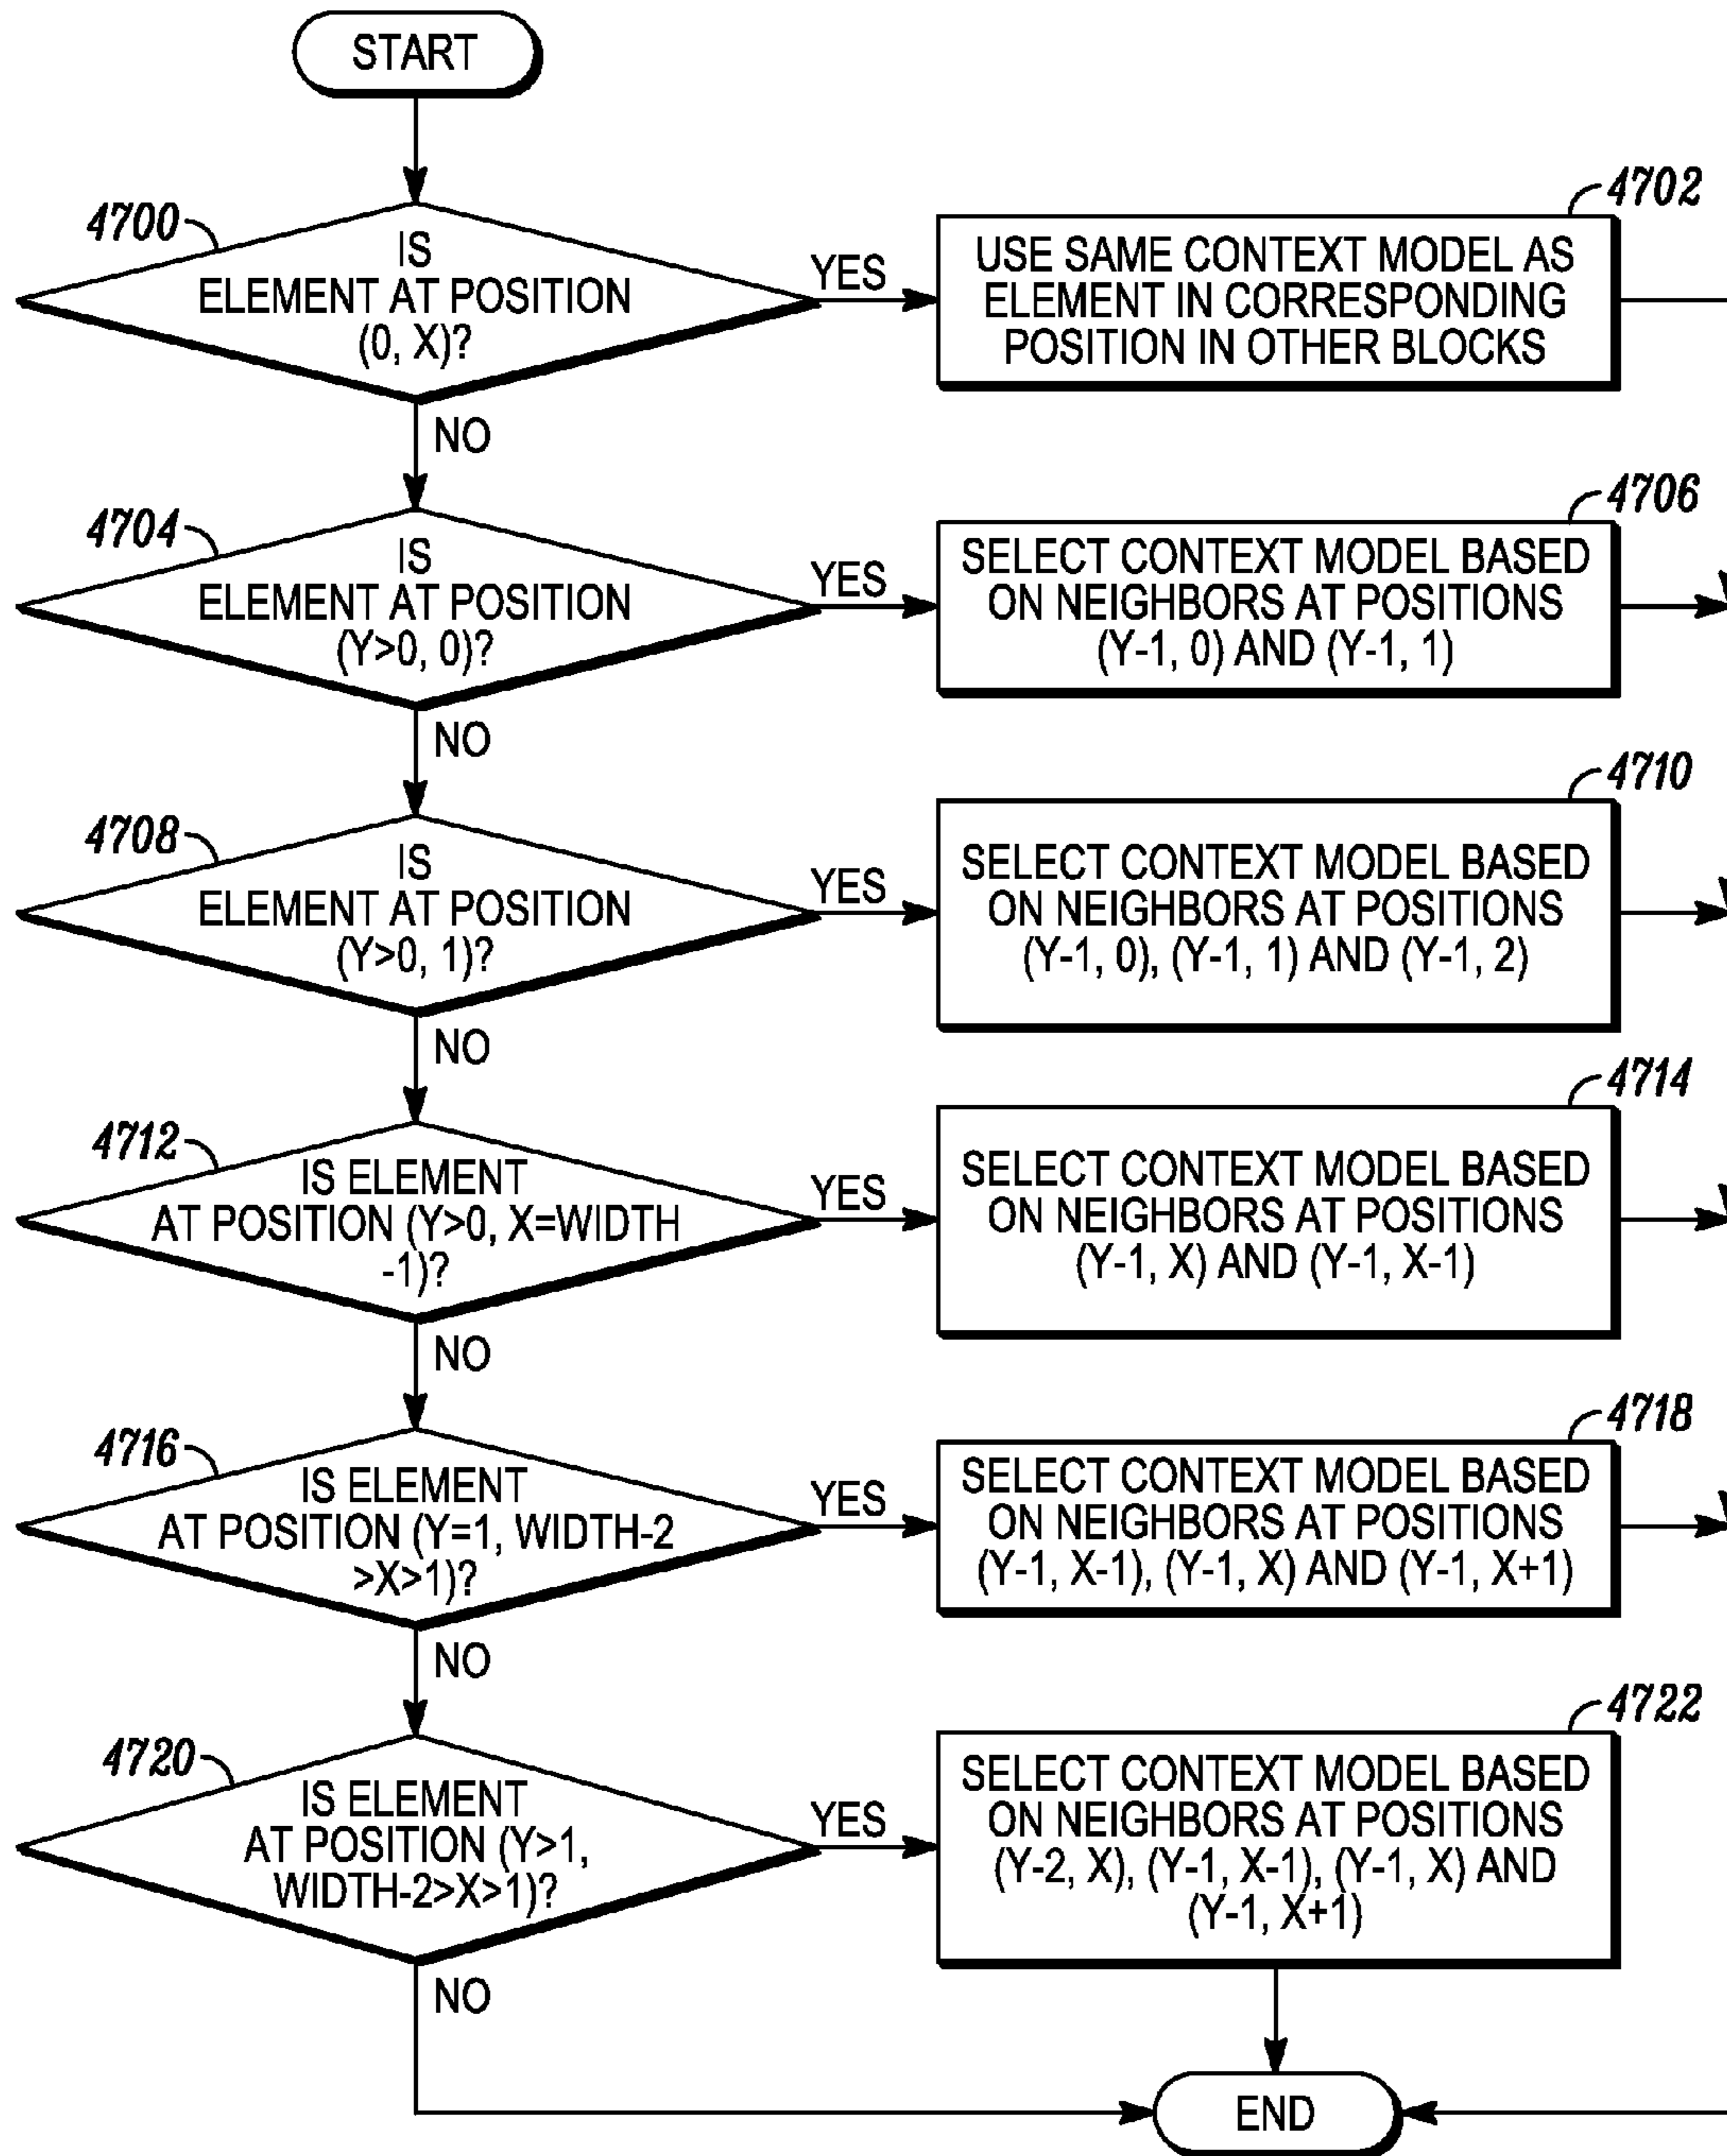 START
4700
IS
ELEMENT AT POSITION
(0, X)?
YES
4702
USE SAME CONTEXT MODEL AS
ELEMENT IN CORRESPONDING
POSITION IN OTHER BLOCKS
NO
4704
IS
ELEMENT AT POSITION
(Y>0, 0)?
YES
4706
SELECT CONTEXT MODEL BASED
ON NEIGHBORS AT POSITIONS
(Y-1, 0) AND (Y-1, 1)
NO
4708
IS
ELEMENT AT POSITION
(Y>0, 1)?
YES
4710
SELECT CONTEXT MODEL BASED
ON NEIGHBORS AT POSITIONS
(Y-1, 0), (Y-1, 1) AND (Y-1, 2)
NO
4712
IS ELEMENT
AT POSITION (Y>0, X=WIDTH
-1)?
YES
4714
SELECT CONTEXT MODEL BASED
ON NEIGHBORS AT POSITIONS
(Y-1, X) AND (Y-1, X-1)
NO
4716
IS ELEMENT
AT POSITION (Y=1, WIDTH-2
>X>1)?
YES
4718
SELECT CONTEXT MODEL BASED
ON NEIGHBORS AT POSITIONS
(Y-1, X-1), (Y-1, X) AND (Y-1, X+1)
NO
4720
IS ELEMENT
AT POSITION (Y>1,
WIDTH-2>X>1)?
YES
4722
SELECT CONTEXT MODEL BASED
ON NEIGHBORS AT POSITIONS
(Y-2, X), (Y-1, X-1), (Y-1, X) AND
(Y-1, X+1)
NO
END